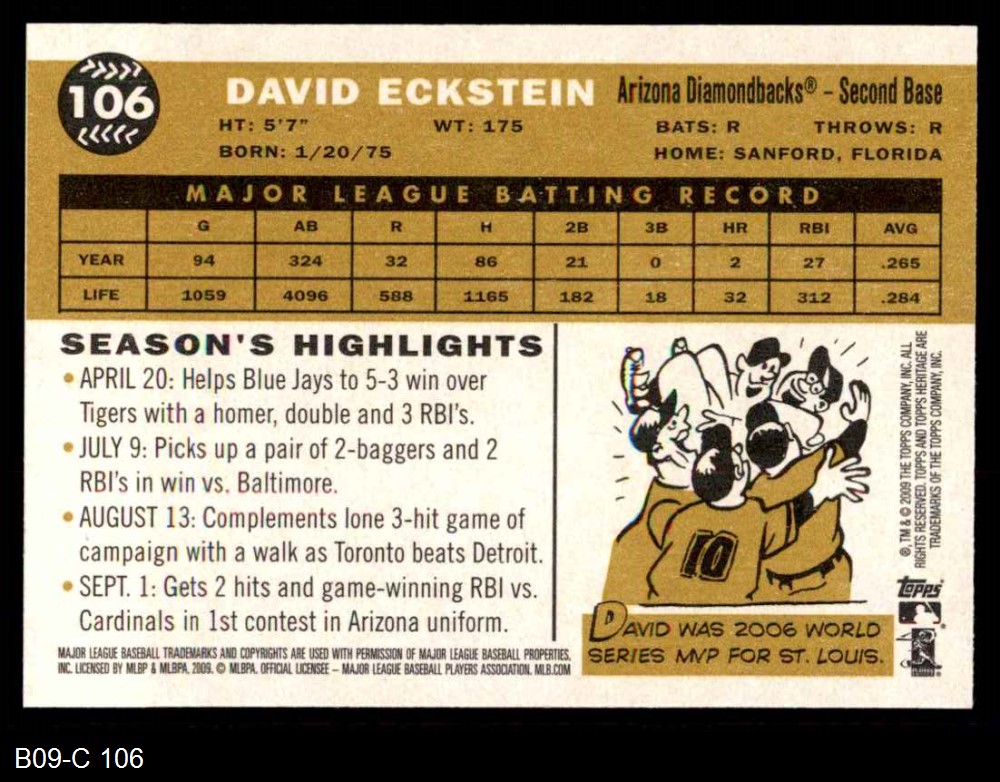 106
DAVID ECKSTEIN Arizona Diamondbacks® – Second Base
HT: 5'7" WT: 175 BATS: R THROWS: R
BORN: 1/20/75 HOME: SANFORD, FLORIDA
MAJOR LEAGUE BATTING RECORD
G AB R H 2B 3B HR RBI AVG
YEAR 94 324 32 86 21 0 2 27 .265
LIFE 1059 4096 588 1165 182 18 32 312 .284
SEASON'S HIGHLIGHTS
• APRIL 20: Helps Blue Jays to 5-3 win over
Tigers with a homer, double and 3 RBI's.
• JULY 9: Picks up a pair of 2-baggers and 2
RBI's in win vs. Baltimore.
• AUGUST 13: Complements lone 3-hit game of
campaign with a walk as Toronto beats Detroit.
• SEPT. 1: Gets 2 hits and game-winning RBI vs.
Cardinals in 1st contest in Arizona uniform.
MAJOR LEAGUE BASEBALL TRADEMARKS AND COPYRIGHTS ARE USED WITH PERMISSION OF MAJOR LEAGUE BASEBALL PROPERTIES,
INC. LICENSED BY MLBP & MLBPA, 2009. © MLBPA. OFFICIAL LICENSEE – MAJOR LEAGUE BASEBALL PLAYERS ASSOCIATION. MLB.COM
10
DAVID WAS 2006 WORLD
SERIES MVP FOR ST. LOUIS.
®, TM & © 2009 THE TOPPS COMPANY, INC. ALL
RIGHTS RESERVED. TOPPS AND TOPPS HERITAGE ARE
TRADEMARKS OF THE TOPPS COMPANY, INC.
topps
B09-C 106